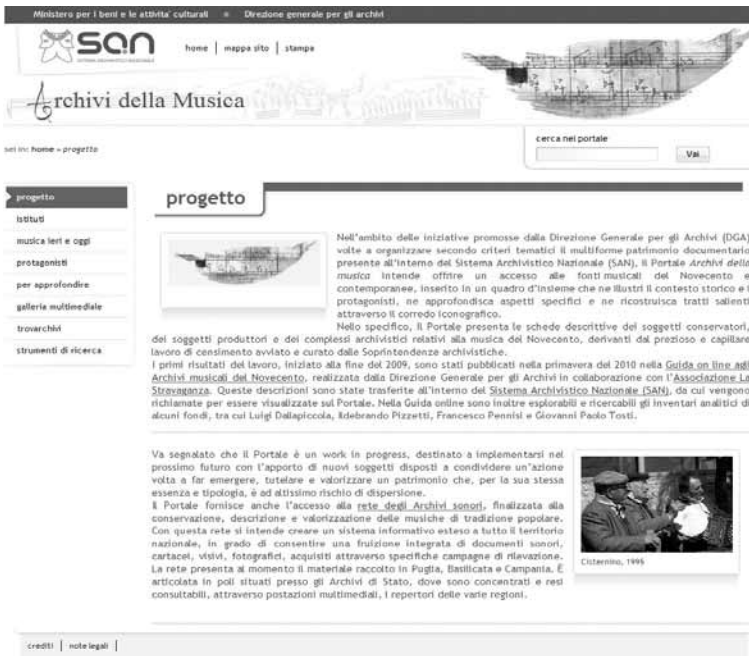 Ministero per i beni e le attivita' culturali Direzione generale per gli archivi
SAN
SISTEMA ARCHIVISTICO NAZIONALE
home | mappa sito | stampa
Archivi della Musica
sei in: home » progetto
cerca nel portale
Vai
progetto
istituti
musica ieri e oggi
protagonisti
per approfondire
galleria multimediale
trovarchivi
strumenti di ricerca
progetto
Nell'ambito delle iniziative promosse dalla Direzione Generale per gli Archivi (DGA)
volte a organizzare secondo criteri tematici il multiforme patrimonio documentario
presente all'interno del Sistema Archivistico Nazionale (SAN), il Portale Archivi della
musica intende offrire un accesso alle fonti musicali del Novecento e
contemporanee, inserito in un quadro d'insieme che ne illustri il contesto storico e i
protagonisti, ne approfondisca aspetti specifici e ne ricostruisca tratti salienti
attraverso il corredo iconografico.
Nello specifico, il Portale presenta le schede descrittive dei soggetti conservatori,
dei soggetti produttori e dei complessi archivistici relativi alla musica del Novecento, derivanti dal prezioso e capillare
lavoro di censimento avviato e curato dalle Soprintendenze archivistiche.
I primi risultati del lavoro, iniziato alla fine del 2009, sono stati pubblicati nella primavera del 2010 nella Guida on line agli
Archivi musicali del Novecento, realizzata dalla Direzione Generale per gli Archivi in collaborazione con l'Associazione La
Stravaganza. Queste descrizioni sono state trasferite all'interno del Sistema Archivistico Nazionale (SAN), da cui vengono
richiamate per essere visualizzate sul Portale. Nella Guida online sono inoltre esplorabili e ricercabili gli inventari analitici di
alcuni fondi, tra cui Luigi Dallapiccola, Ildebrando Pizzetti, Francesco Pennisi e Giovanni Paolo Tosti.
Va segnalato che il Portale è un work in progress, destinato a implementarsi nel
prossimo futuro con l'apporto di nuovi soggetti disposti a condividere un'azione
volta a far emergere, tutelare e valorizzare un patrimonio che, per la sua stessa
essenza e tipologia, è ad altissimo rischio di dispersione.
Il Portale fornisce anche l'accesso alla rete degli Archivi sonori, finalizzata alla
conservazione, descrizione e valorizzazione delle musiche di tradizione popolare.
Con questa rete si intende creare un sistema informativo esteso a tutto il territorio
nazionale, in grado di consentire una fruizione integrata di documenti sonori,
cartacei, visivi, fotografici, acquisiti attraverso specifiche campagne di rilevazione.
La rete presenta al momento il materiale raccolto in Puglia, Basilicata e Campania. È
articolata in poli situati presso gli Archivi di Stato, dove sono concentrati e resi
consultabili, attraverso postazioni multimediali, i repertori delle varie regioni.
Cisternino, 1995
crediti | note legali |